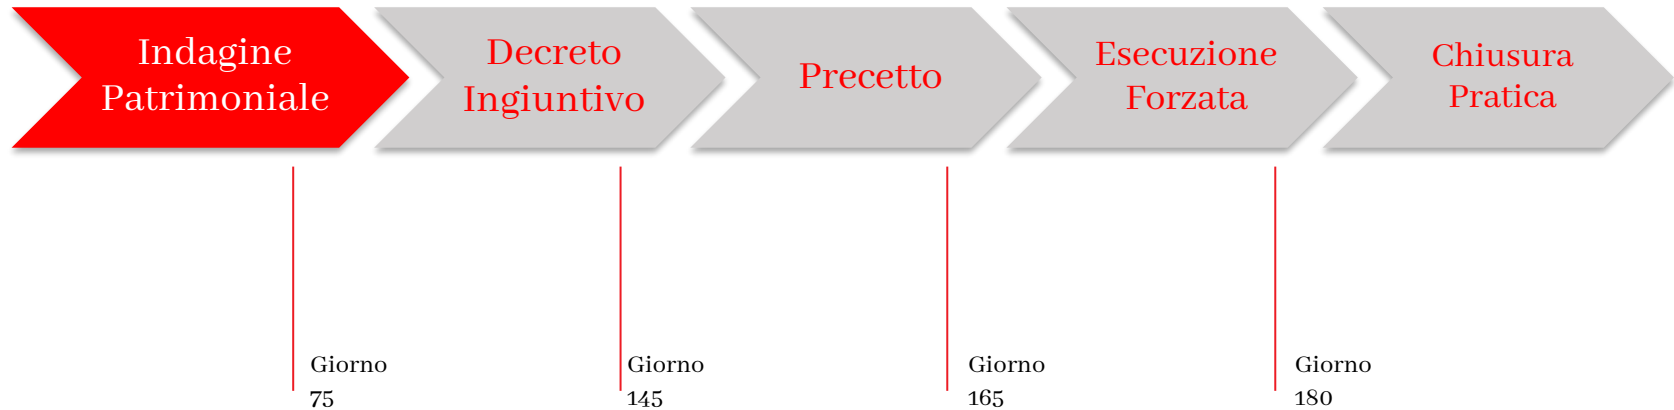 Indagine
Patrimoniale
Decreto
Ingiuntivo
Precetto
Esecuzione
Forzata
Chiusura
Pratica
Giorno
75
Giorno
145
Giorno
165
Giorno
180